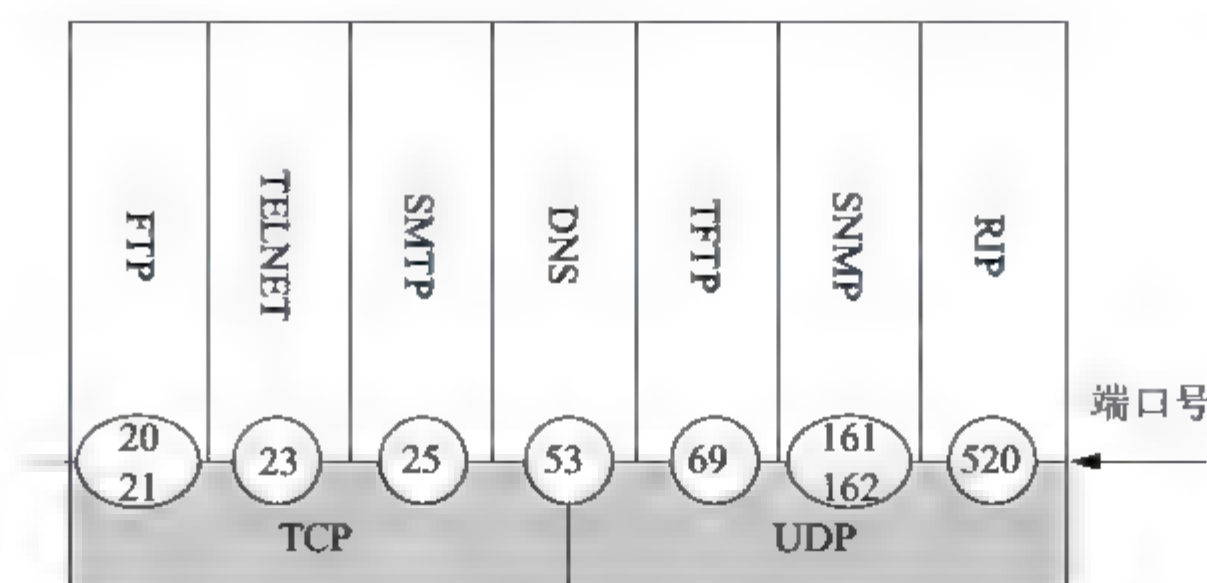 FTP
TELNET
SMTP
DNS
TFTP
SNMP
RIP
端口号
20
21
23
25
53
69
161
162
520
TCP
UDP